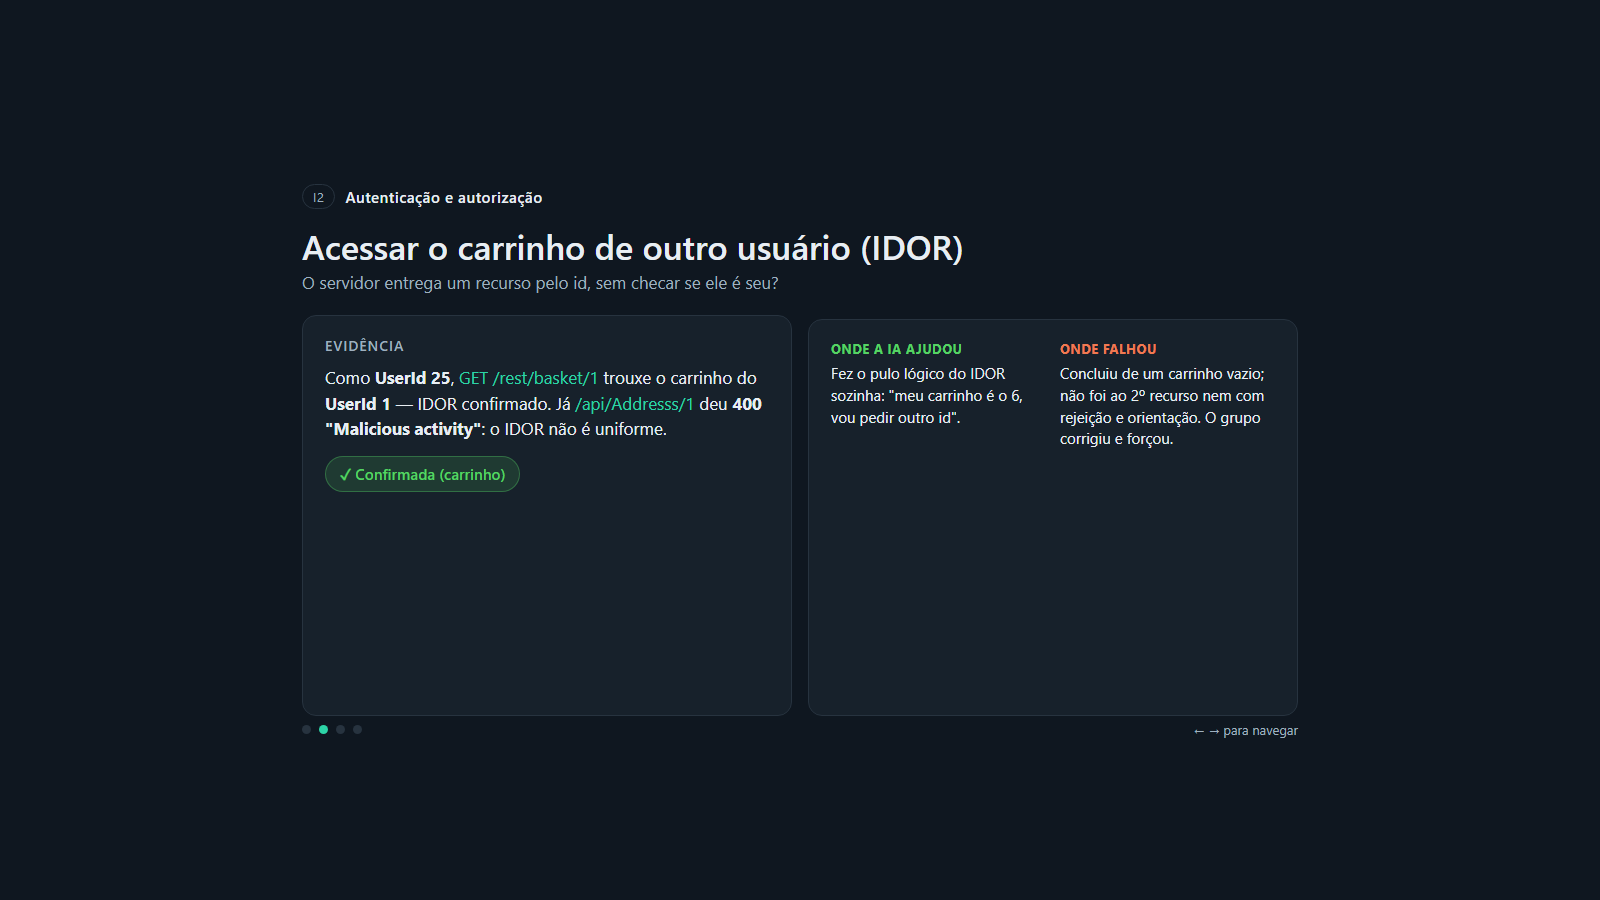 I2
Autenticação e autorização
Acessar o carrinho de outro usuário (IDOR)
O servidor entrega um recurso pelo id, sem checar se ele é seu?
EVIDÊNCIA
Como UserId 25, GET /rest/basket/1 trouxe o carrinho do
UserId 1 — IDOR confirmado. Já /api/Addresss/1 deu 400
"Malicious activity": o IDOR não é uniforme.
✓ Confirmada (carrinho)
ONDE A IA AJUDOU
Fez o pulo lógico do IDOR
sozinha: "meu carrinho é o 6,
vou pedir outro id".
ONDE FALHOU
Concluiu de um carrinho vazio;
não foi ao 2º recurso nem com
rejeição e orientação. O grupo
corrigiu e forçou.
← → para navegar